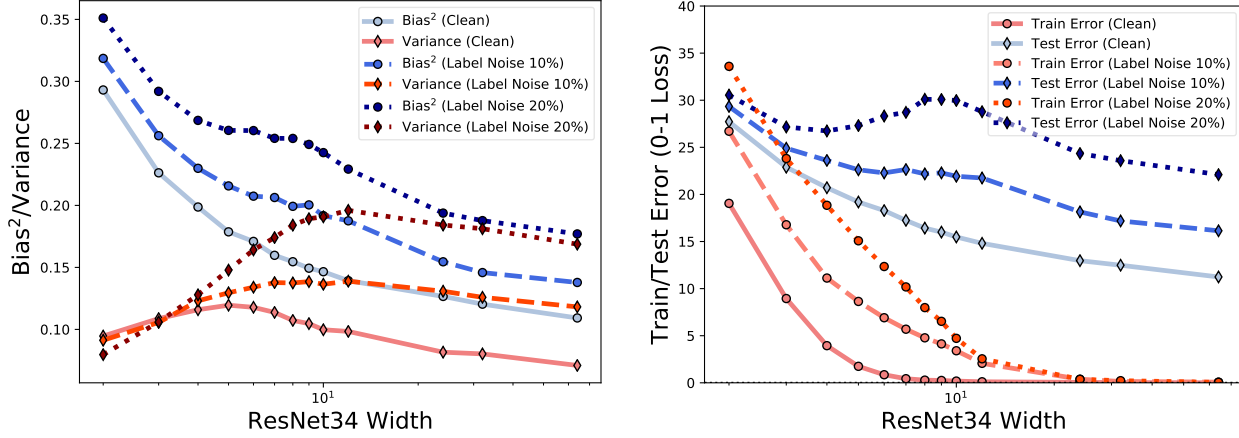 0.35
0.30
0.25
0.20
0.15
0.10
Bias²/Variance
Bias² (Clean)
Variance (Clean)
Bias² (Label Noise 10%)
Variance (Label Noise 10%)
Bias² (Label Noise 20%)
Variance (Label Noise 20%)
10¹
ResNet34 Width
40
35
30
25
20
15
10
5
0
Train/Test Error (0-1 Loss)
Train Error (Clean)
Test Error (Clean)
Train Error (Label Noise 10%)
Test Error (Label Noise 10%)
Train Error (Label Noise 20%)
Test Error (Label Noise 20%)
10¹
ResNet34 Width